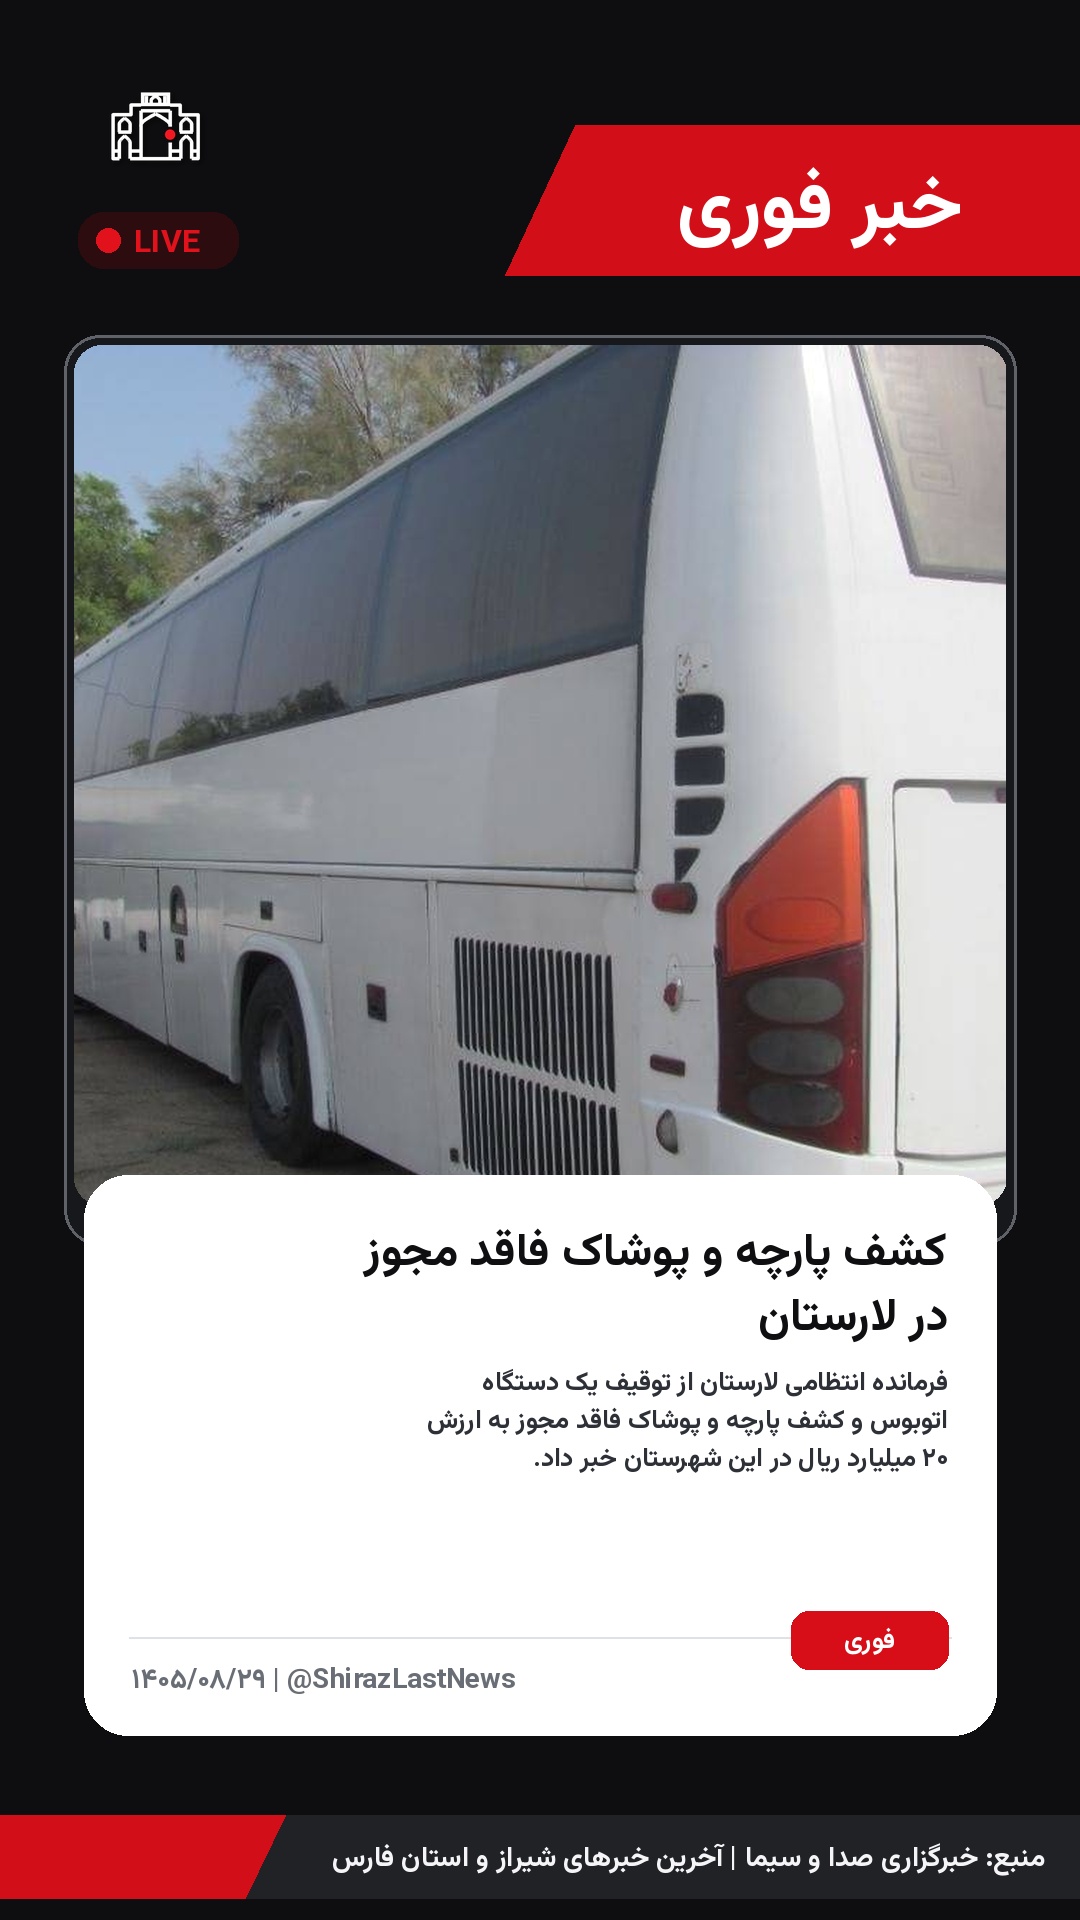 خبر فوری
LIVE
کشف پارچه و پوشاک فاقد مجوز
در لارستان
فرمانده انتظامی لارستان از توقیف یک دستگاه
اتوبوس و کشف پارچه و پوشاک فاقد مجوز به ارزش
۲۰ میلیارد ریال در این شهرستان خبر داد.
فوری
۱۴۰۵/۰۸/۲۹ | @ShirazLastNews
منبع: خبرگزاری صدا و سیما | آخرین خبرهای شیراز و استان فارس